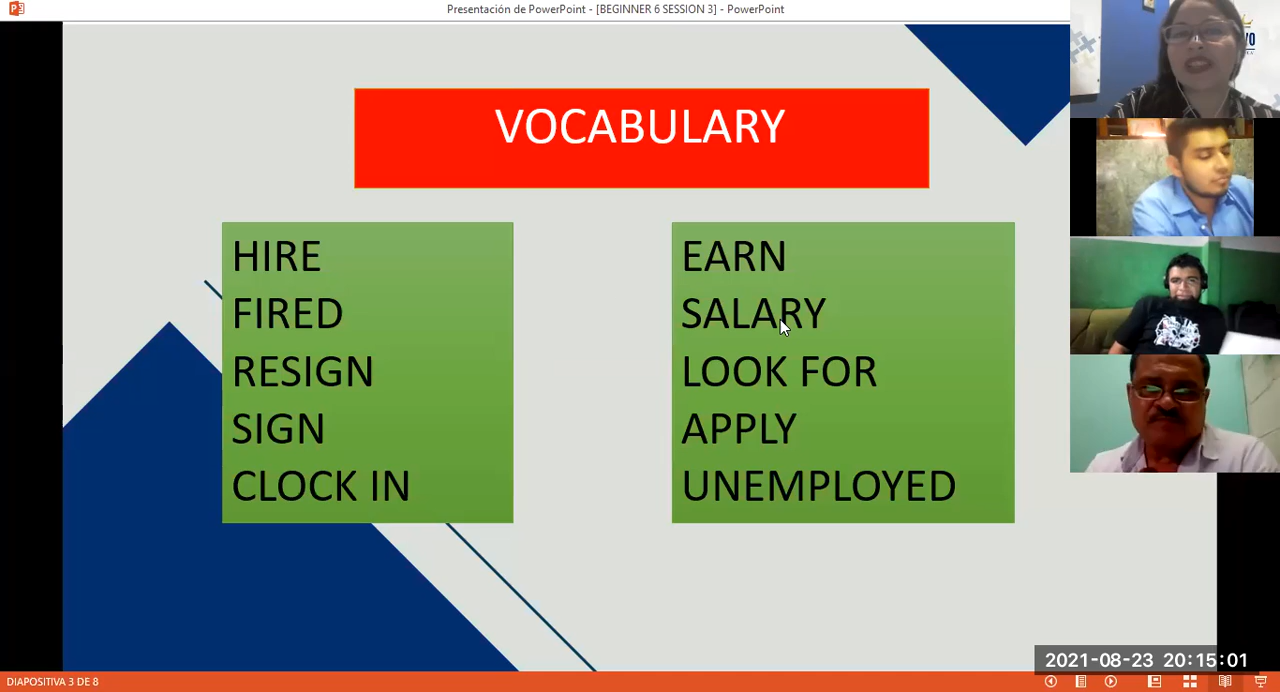 Presentación de PowerPoint - [BEGINNER 6 SESSION 3] - PowerPoint
VOCABULARY
HIRE
FIRED
RESIGN
SIGN
CLOCK IN
EARN
SALARY
LOOK FOR
APPLY
UNEMPLOYED
2021-08-23 20:15:01
DIAPOSITIVA 3 DE 8